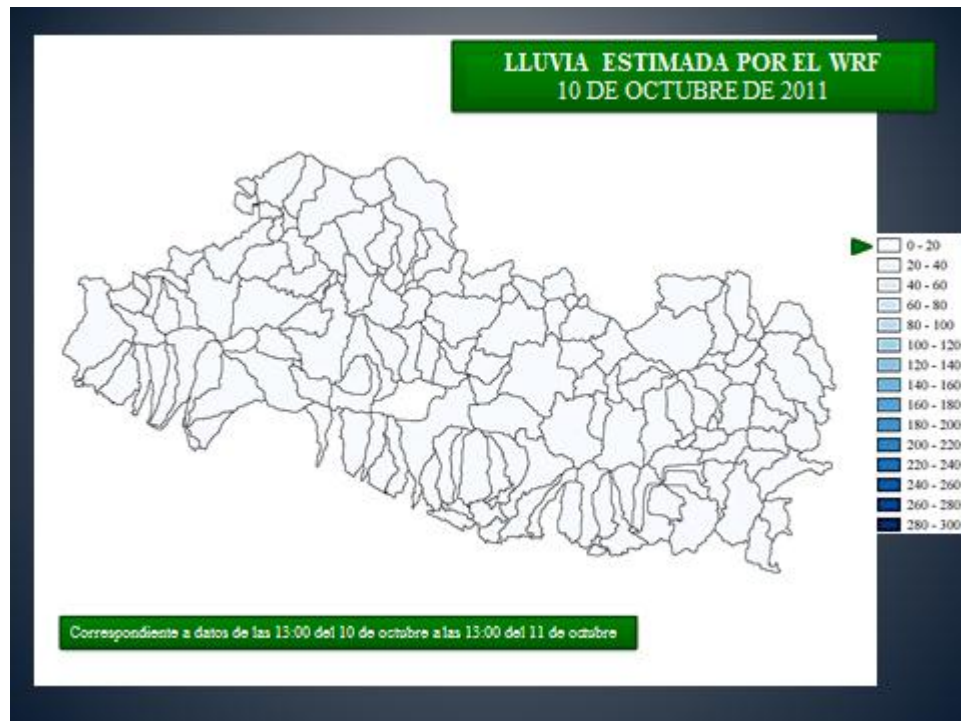 LLUVIA ESTIMADA POR EL WRF
10 DE OCTUBRE DE 2011
0 - 20
20 - 40
40 - 60
60 - 80
80 - 100
100 - 120
120 - 140
140 - 160
160 - 180
180 - 200
200 - 220
220 - 240
240 - 260
260 - 280
280 - 300
Correspondiente a datos de las 13:00 del 10 de octubre a las 13:00 del 11 de octubre